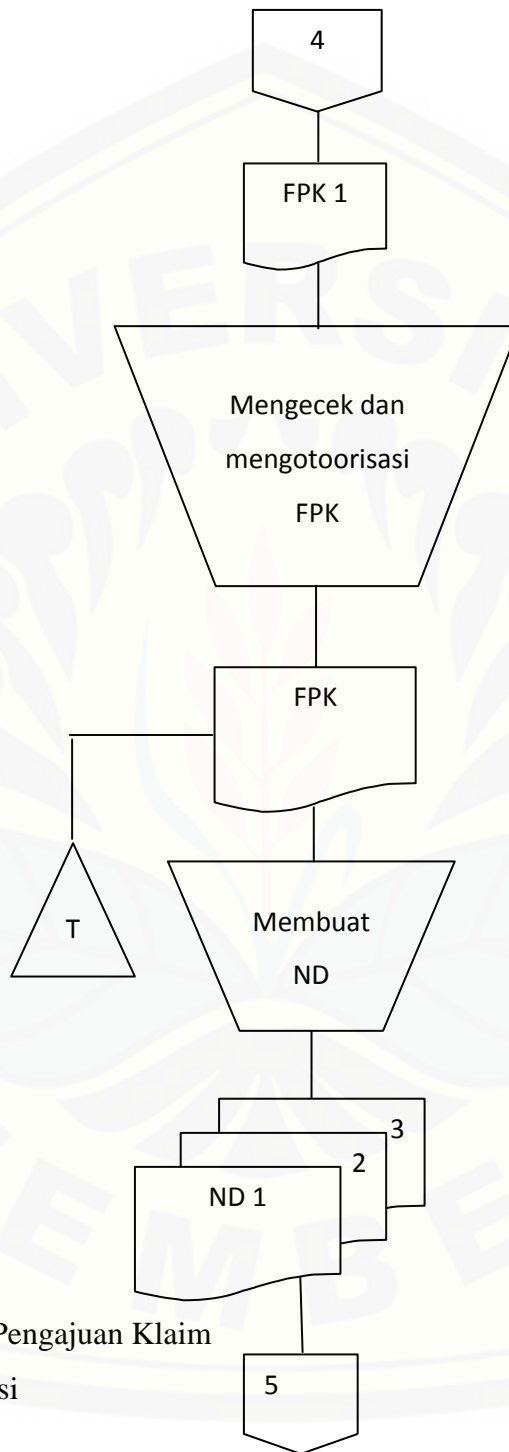 4
FPK 1
Mengecek dan
mengotoorisasi
FPK
FPK
T
Membuat
ND
3
2
ND 1
Pengajuan Klaim
si
5